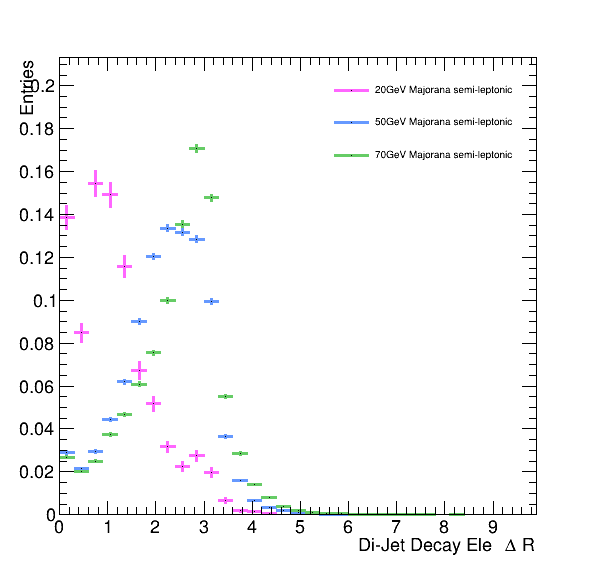 Entries
0.2
0.18
0.16
0.14
0.12
0.1
0.08
0.06
0.04
0.02
0
20GeV Majorana semi-leptonic
50GeV Majorana semi-leptonic
70GeV Majorana semi-leptonic
0 1 2 3 4 5 6 7 8 9
Di-Jet Decay Ele Δ R